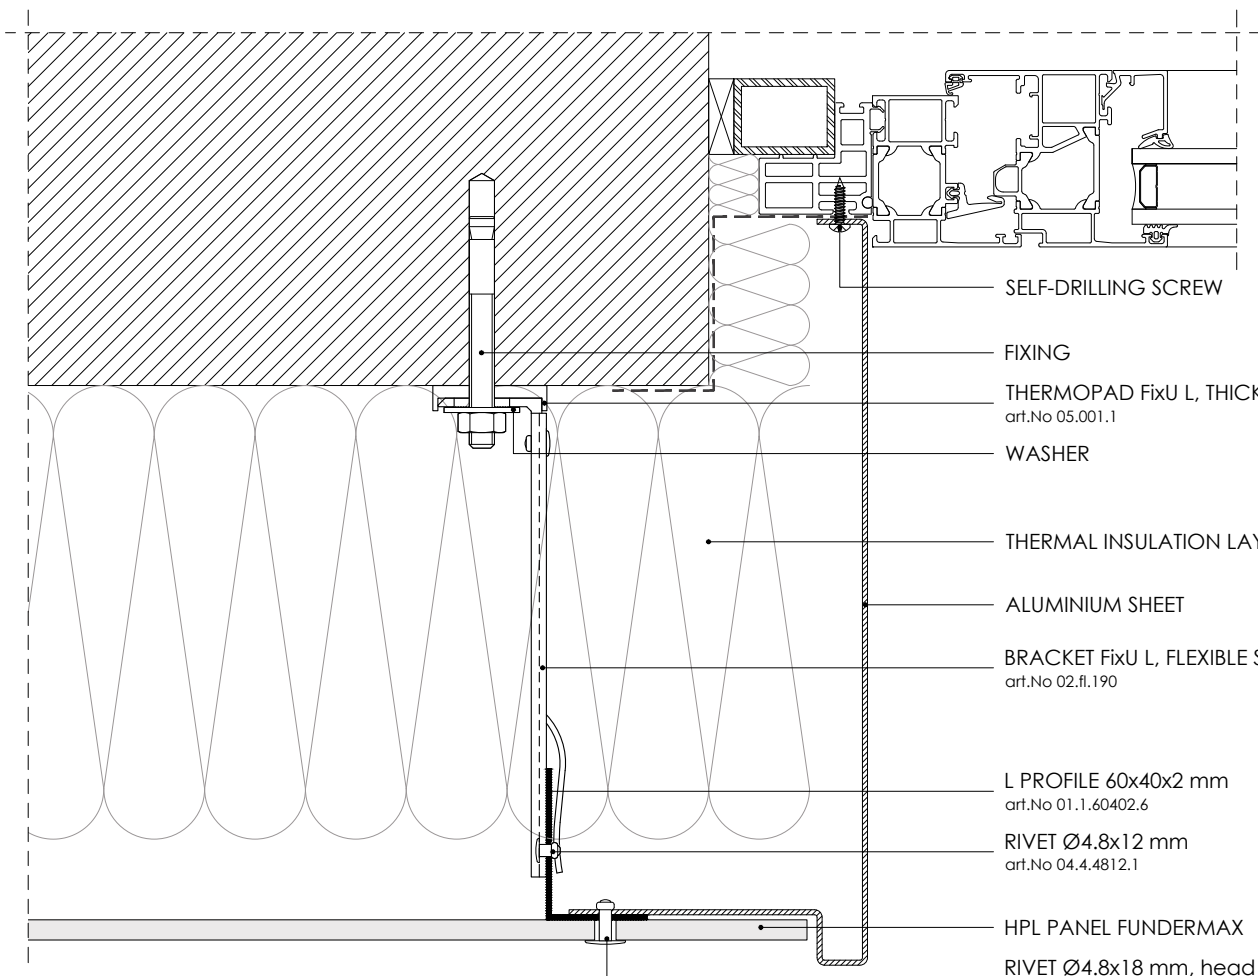 SELF-DRILLING SCREW
FIXING
THERMOPAD FixU L, THICK
art.No 05.001.1
WASHER
THERMAL INSULATION LAY
ALUMINIUM SHEET
BRACKET FixU L, FLEXIBLE S
art.No 02.fl.190
L PROFILE 60x40x2 mm
art.No 01.1.60402.6
RIVET Ø4.8x12 mm
art.No 04.4.4812.1
HPL PANEL FUNDERMAX
RIVET Ø4.8x18 mm, head